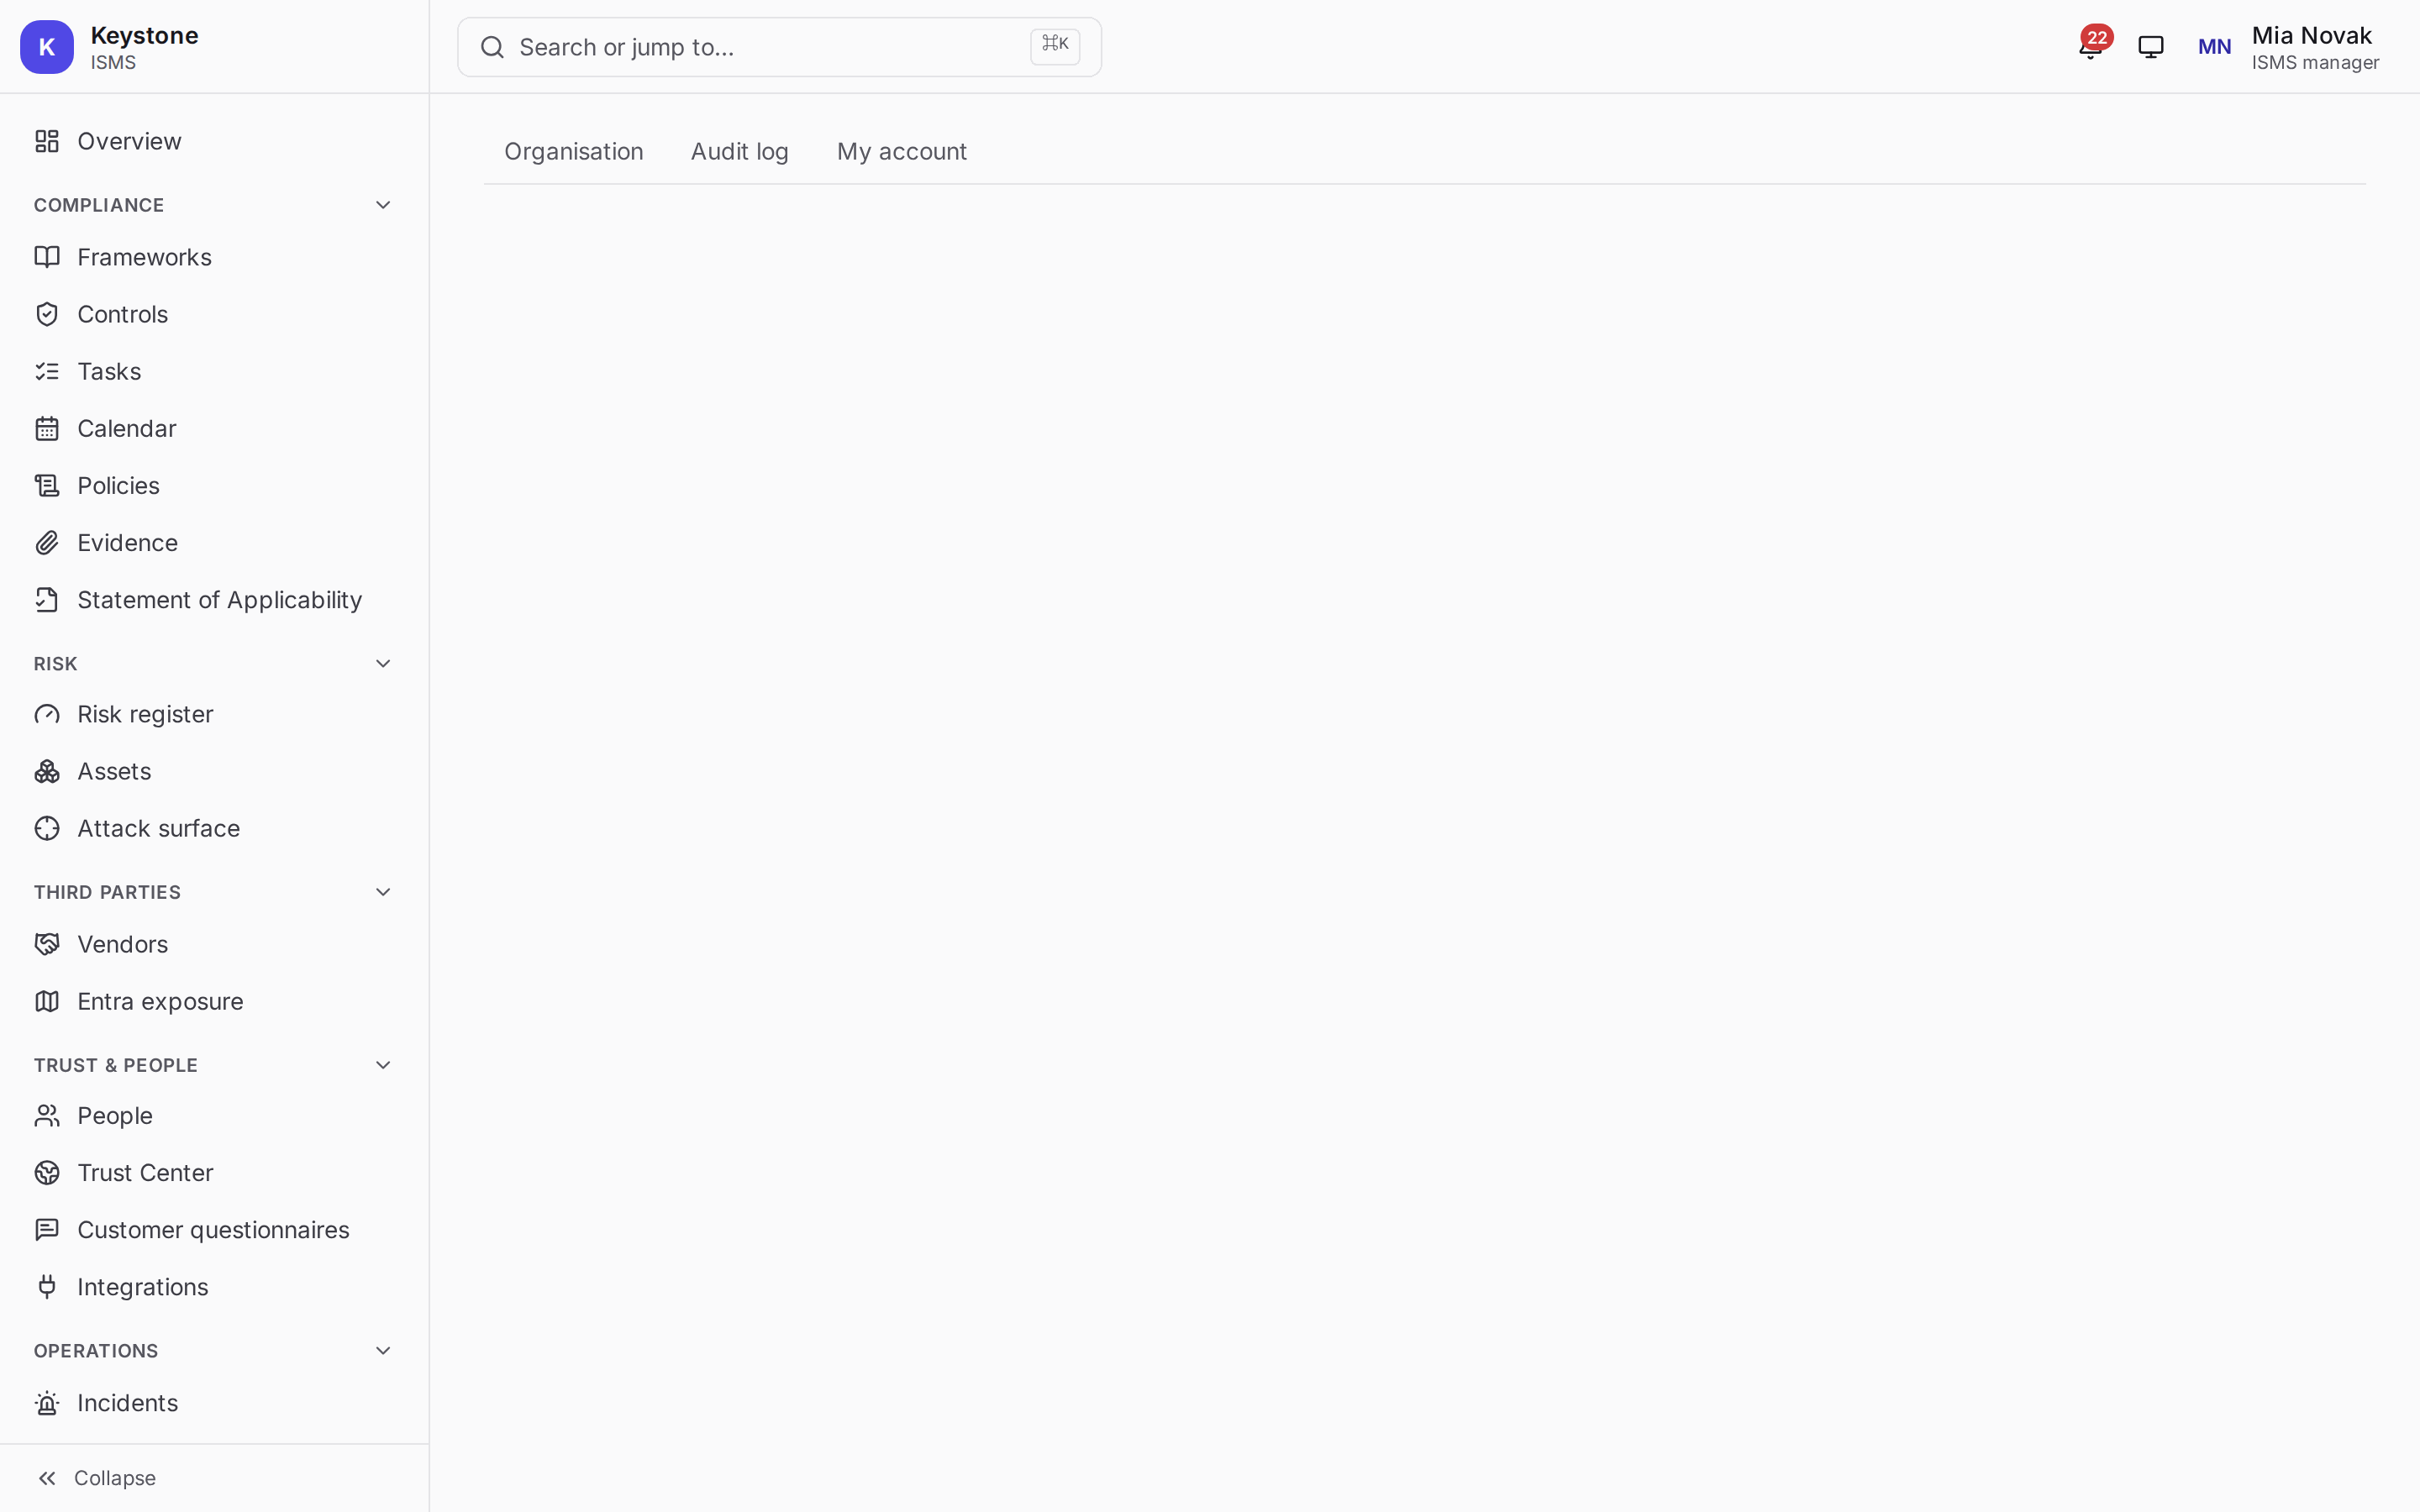 K
Keystone
ISMS
Search or jump to...
⌘K
22
MN
Mia Novak
ISMS manager
Overview
COMPLIANCE
Frameworks
Controls
Tasks
Calendar
Policies
Evidence
Statement of Applicability
RISK
Risk register
Assets
Attack surface
THIRD PARTIES
Vendors
Entra exposure
TRUST & PEOPLE
People
Trust Center
Customer questionnaires
Integrations
OPERATIONS
Incidents
Collapse
Organisation
Audit log
My account